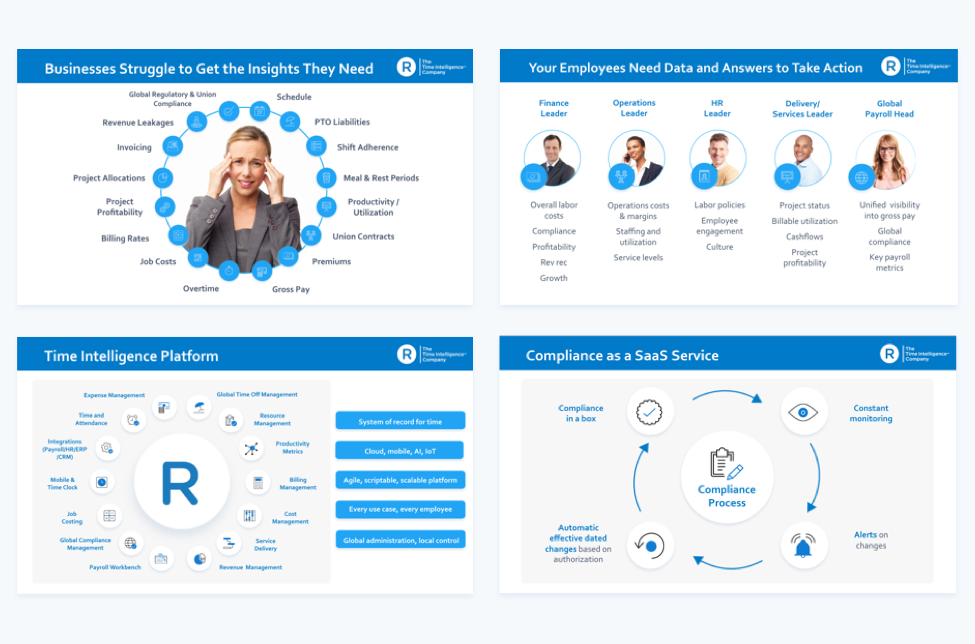 Businesses Struggle to Get the Insights They Need
R
The
Time Intelligence™
Company
Global Regulatory & Union
Compliance
Schedule
Revenue Leakages
PTO Liabilities
Invoicing
Shift Adherence
Project Allocations
Meal & Rest Periods
Project
Profitability
Productivity /
Utilization
Billing Rates
Union Contracts
Job Costs
Premiums
Overtime
Gross Pay
Your Employees Need Data and Answers to Take Action
R
The
Time Intelligence™
Company
Finance
Leader
Operations
Leader
HR
Leader
Delivery/
Services Leader
Global
Payroll Head
Overall labor
costs
Compliance
Profitability
Rev rec
Growth
Operations costs
& margins
Staffing and
utilization
Service levels
Labor policies
Employee
engagement
Culture
Project status
Billable utilization
Cashflows
Project
profitability
Unified visibility
into gross pay
Global
compliance
Key payroll
metrics
Time Intelligence Platform
R
The
Time Intelligence™
Company
Expense Management
Global Time Off Management
Time and
Attendance
Resource
Management
Integrations
(Payroll/HR/ERP
/CRM)
Productivity
Metrics
Mobile &
Time Clock
Billing
Management
Job
Costing
Cost
Management
Global Compliance
Management
Service
Delivery
Payroll Workbench
Revenue Management
R
System of record for time
Cloud, mobile, AI, IoT
Agile, scriptable, scalable platform
Every use case, every employee
Global administration, local control
Compliance as a SaaS Service
R
The
Time Intelligence™
Company
Compliance
in a box
Constant
monitoring
Compliance
Process
Automatic
effective dated
changes based on
authorization
Alerts on
changes